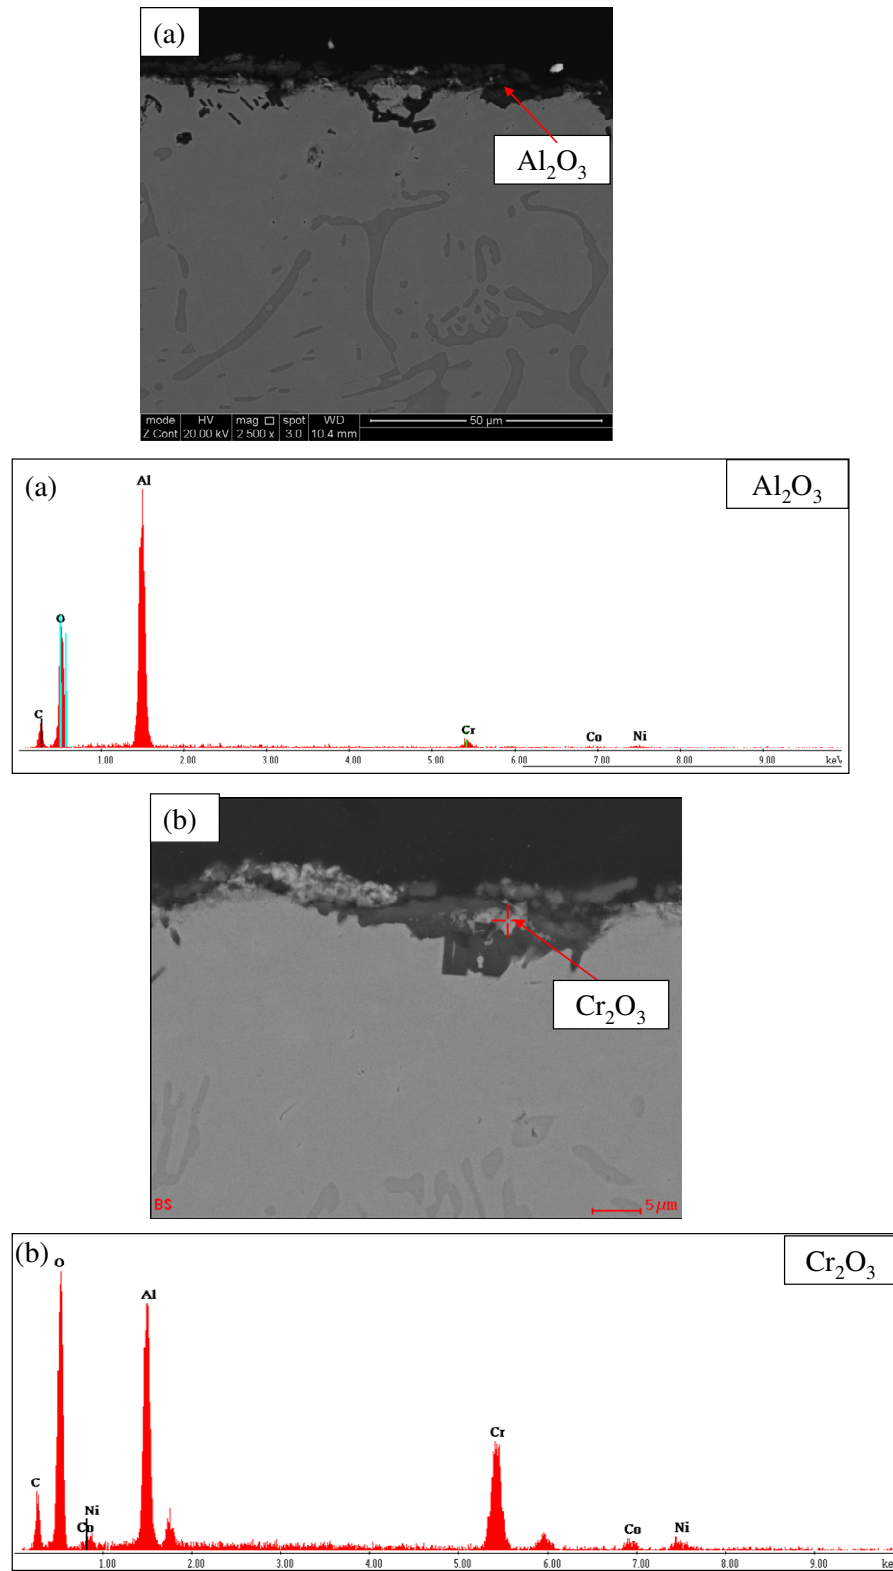 (a)
Al₂O₃
mode HV mag □ spot WD 50 µm
Z Cont 20.00 kV 2 500 x 3.0 10.4 mm
(a) Al₂O₃
Al
O
C Cr Co Ni
1.00 2.00 3.00 4.00 5.00 6.00 7.00 8.00 9.00 keV
(b)
Cr₂O₃
BS 5 µm
(b) Cr₂O₃
O
Al
Cr
C
Ni
Co Co Ni
1.00 2.00 3.00 4.00 5.00 6.00 7.00 8.00 9.00 ke